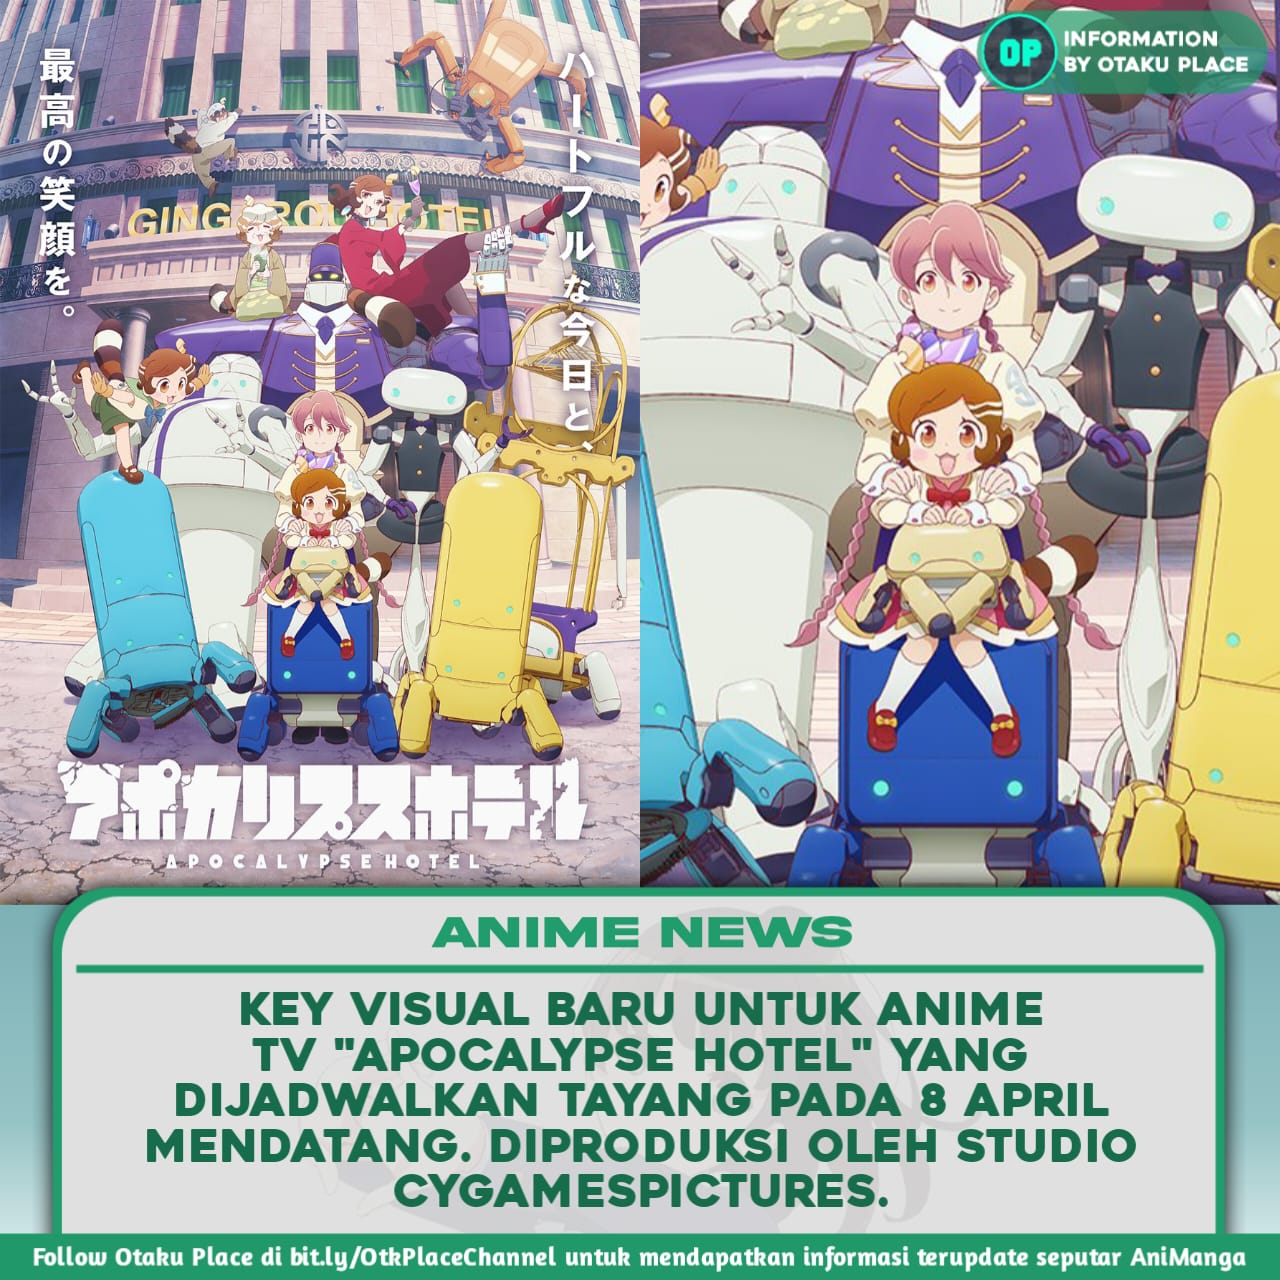 ハートフルな今日と、
最高の笑顔を。
OP
INFORMATION
BY OTAKU PLACE
アポカリプスホテル
APOCALYPSE HOTEL
ANIME NEWS
KEY VISUAL BARU UNTUK ANIME
TV "APOCALYPSE HOTEL" YANG
DIJADWALKAN TAYANG PADA 8 APRIL
MENDATANG. DIPRODUKSI OLEH STUDIO
CYGAMESPICTURES.
Follow Otaku Place di bit.ly/OtkPlaceChannel untuk mendapatkan informasi terupdate seputar AniManga